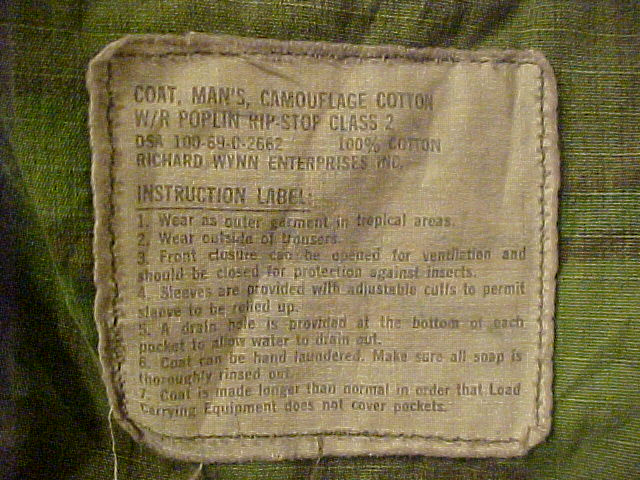 COAT, MAN'S, CAMOUFLAGE COTTON
W/R POPLIN RIP-STOP CLASS 2
DSA 100-69-C-2662 100% COTTON
RICHARD WYNN ENTERPRISES INC.
INSTRUCTION LABEL:
1. Wear as outer garment in tropical areas.
2. Wear outside of trousers.
3. Front closure can be opened for ventilation and
should be closed for protection against insects.
4. Sleeves are provided with adjustable cuffs to permit
sleeve to be rolled up.
5. A drain hole is provided at the bottom of each
pocket to allow water to drain out.
6. Coat can be hand laundered. Make sure all soap is
thoroughly rinsed out.
7. Coat is made longer than normal in order that Load
Carrying Equipment does not cover pockets.